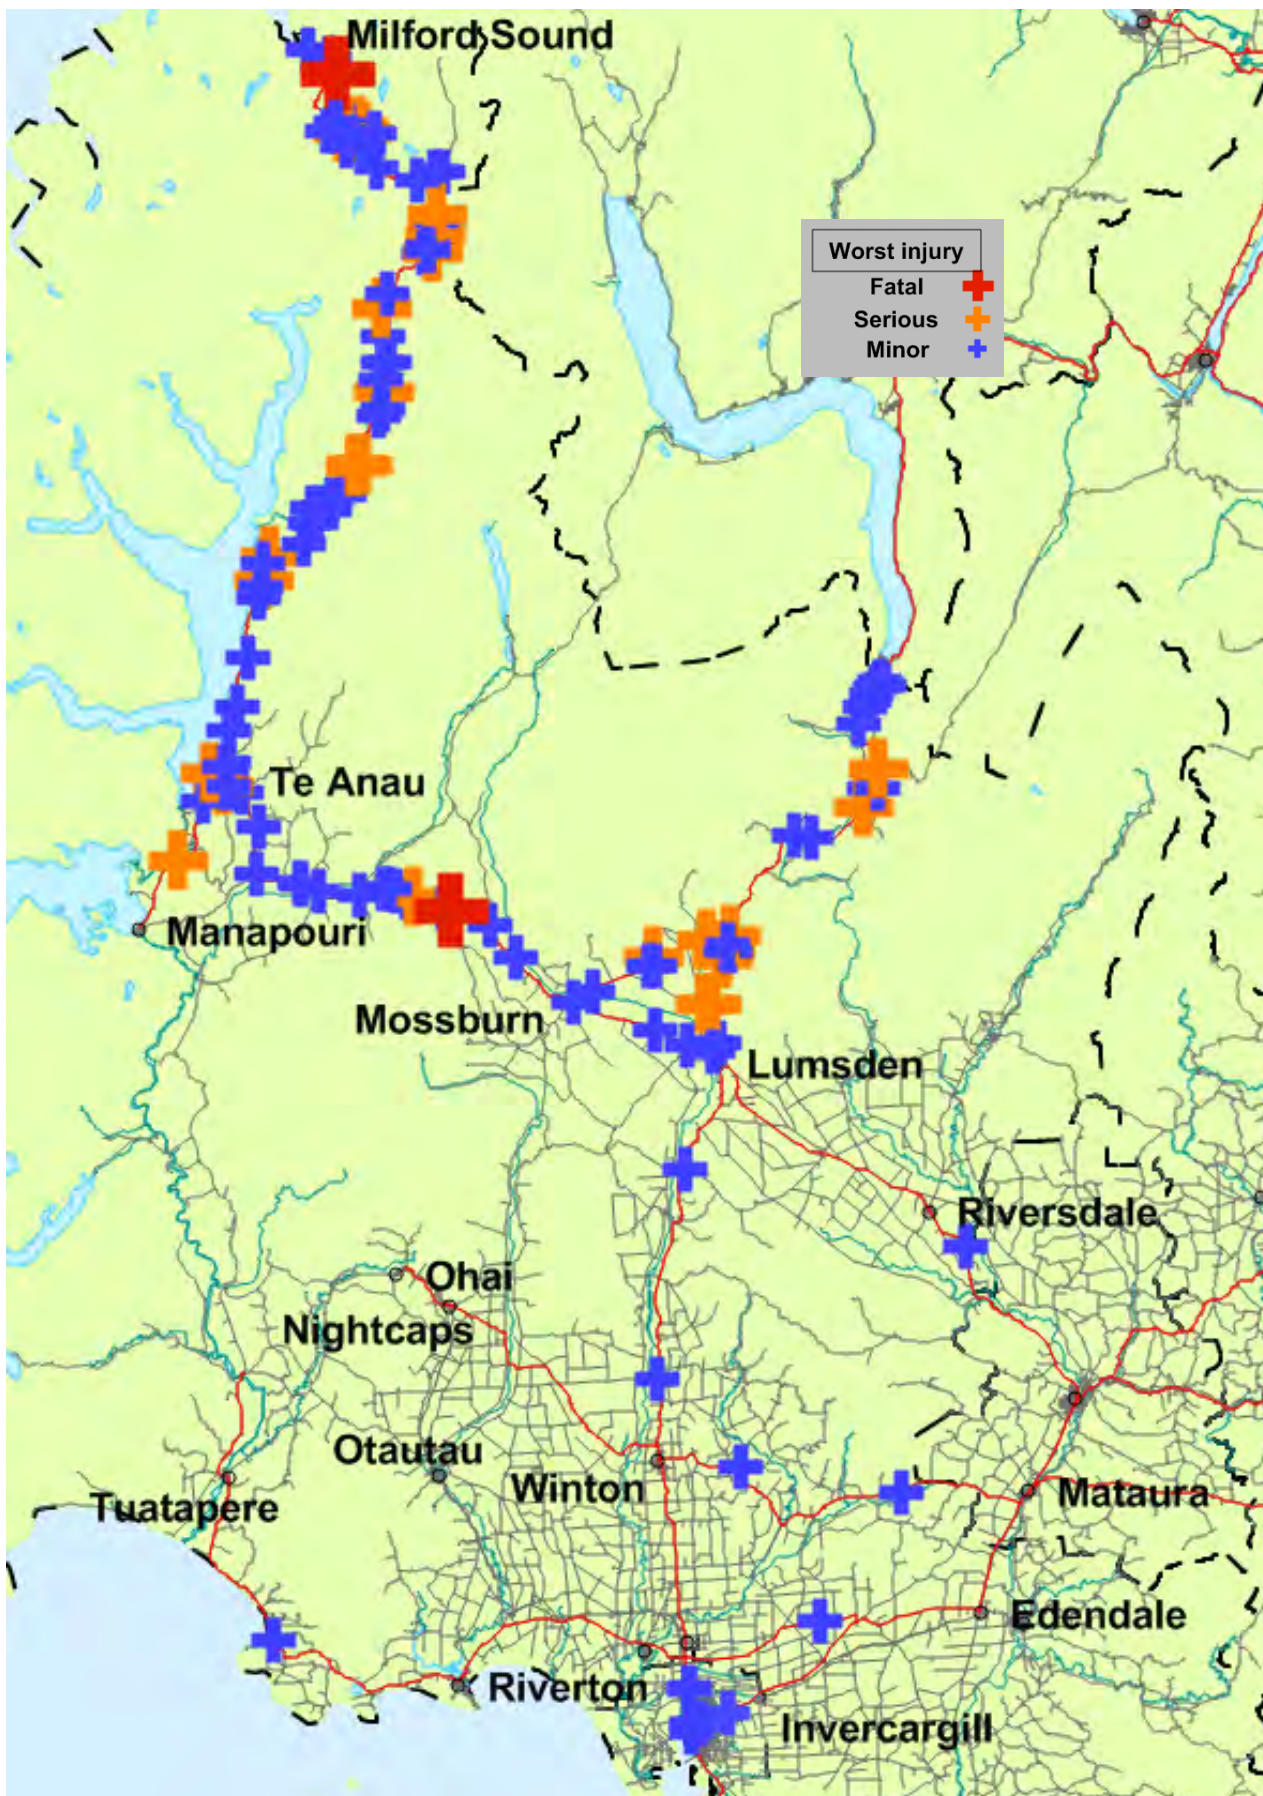 Milford Sound
Worst injury
Fatal
Serious
Minor
Te Anau
Manapouri
Mossburn
Lumsden
Riversdale
Ohai
Nightcaps
Otautau
Winton
Tuatapere
Mataura
Edendale
Riverton
Invercargill